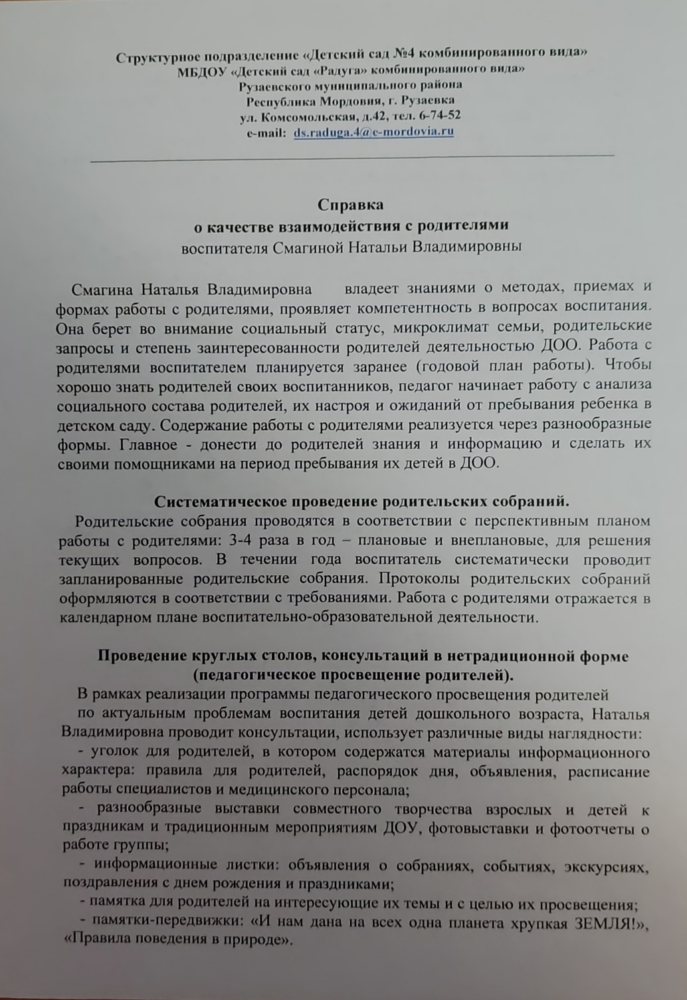 Структурное подразделение «Детский сад №4 комбинированного вида»
МБДОУ «Детский сад «Радуга» комбинированного вида»
Рузаевского муниципального района
Республика Мордовия, г. Рузаевка
ул. Комсомольская, д.42, тел. 6-74-52
e-mail: ds.raduga.4@e-mordovia.ru
Справка
о качестве взаимодействия с родителями
воспитателя Смагиной Натальи Владимировны
Смагина Наталья Владимировна владеет знаниями о методах, приемах и
формах работы с родителями, проявляет компетентность в вопросах воспитания.
Она берет во внимание социальный статус, микроклимат семьи, родительские
запросы и степень заинтересованности родителей деятельностью ДОО. Работа с
родителями воспитателем планируется заранее (годовой план работы). Чтобы
хорошо знать родителей своих воспитанников, педагог начинает работу с анализа
социального состава родителей, их настроя и ожиданий от пребывания ребенка в
детском саду. Содержание работы с родителями реализуется через разнообразные
формы. Главное - донести до родителей знания и информацию и сделать их
своими помощниками на период пребывания их детей в ДОО.
Систематическое проведение родительских собраний.
Родительские собрания проводятся в соответствии с перспективным планом
работы с родителями: 3-4 раза в год – плановые и внеплановые, для решения
текущих вопросов. В течении года воспитатель систематически проводит
запланированные родительские собрания. Протоколы родительских собраний
оформляются в соответствии с требованиями. Работа с родителями отражается в
календарном плане воспитательно-образовательной деятельности.
Проведение круглых столов, консультаций в нетрадиционной форме
(педагогическое просвещение родителей).
В рамках реализации программы педагогического просвещения родителей
по актуальным проблемам воспитания детей дошкольного возраста, Наталья
Владимировна проводит консультации, использует различные виды наглядности:
- уголок для родителей, в котором содержатся материалы информационного
характера: правила для родителей, распорядок дня, объявления, расписание
работы специалистов и медицинского персонала;
- разнообразные выставки совместного творчества взрослых и детей к
праздникам и традиционным мероприятиям ДОУ, фотовыставки и фотоотчеты о
работе группы;
- информационные листки: объявления о собраниях, событиях, экскурсиях,
поздравления с днем рождения и праздниками;
- памятка для родителей на интересующие их темы и с целью их просвещения;
- памятки-передвижки: «И нам дана на всех одна планета хрупкая ЗЕМЛЯ!»,
«Правила поведения в природе».